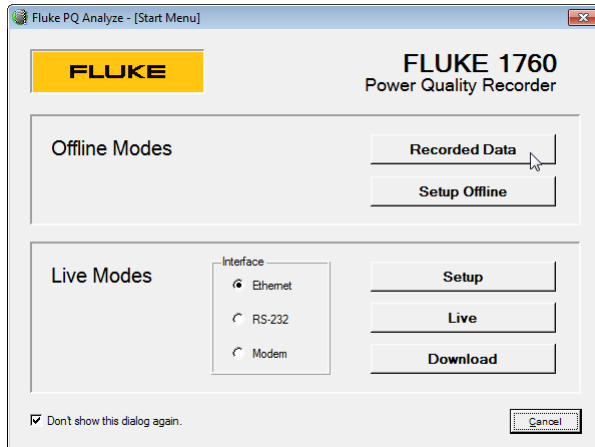 Fluke PQ Analyze - [Start Menu]
FLUKE
FLUKE 1760
Power Quality Recorder
Offline Modes
Recorded Data
Setup Offline
Live Modes
Interface
Ethernet
RS-232
Modem
Setup
Live
Download
Don't show this dialog again.
Cancel